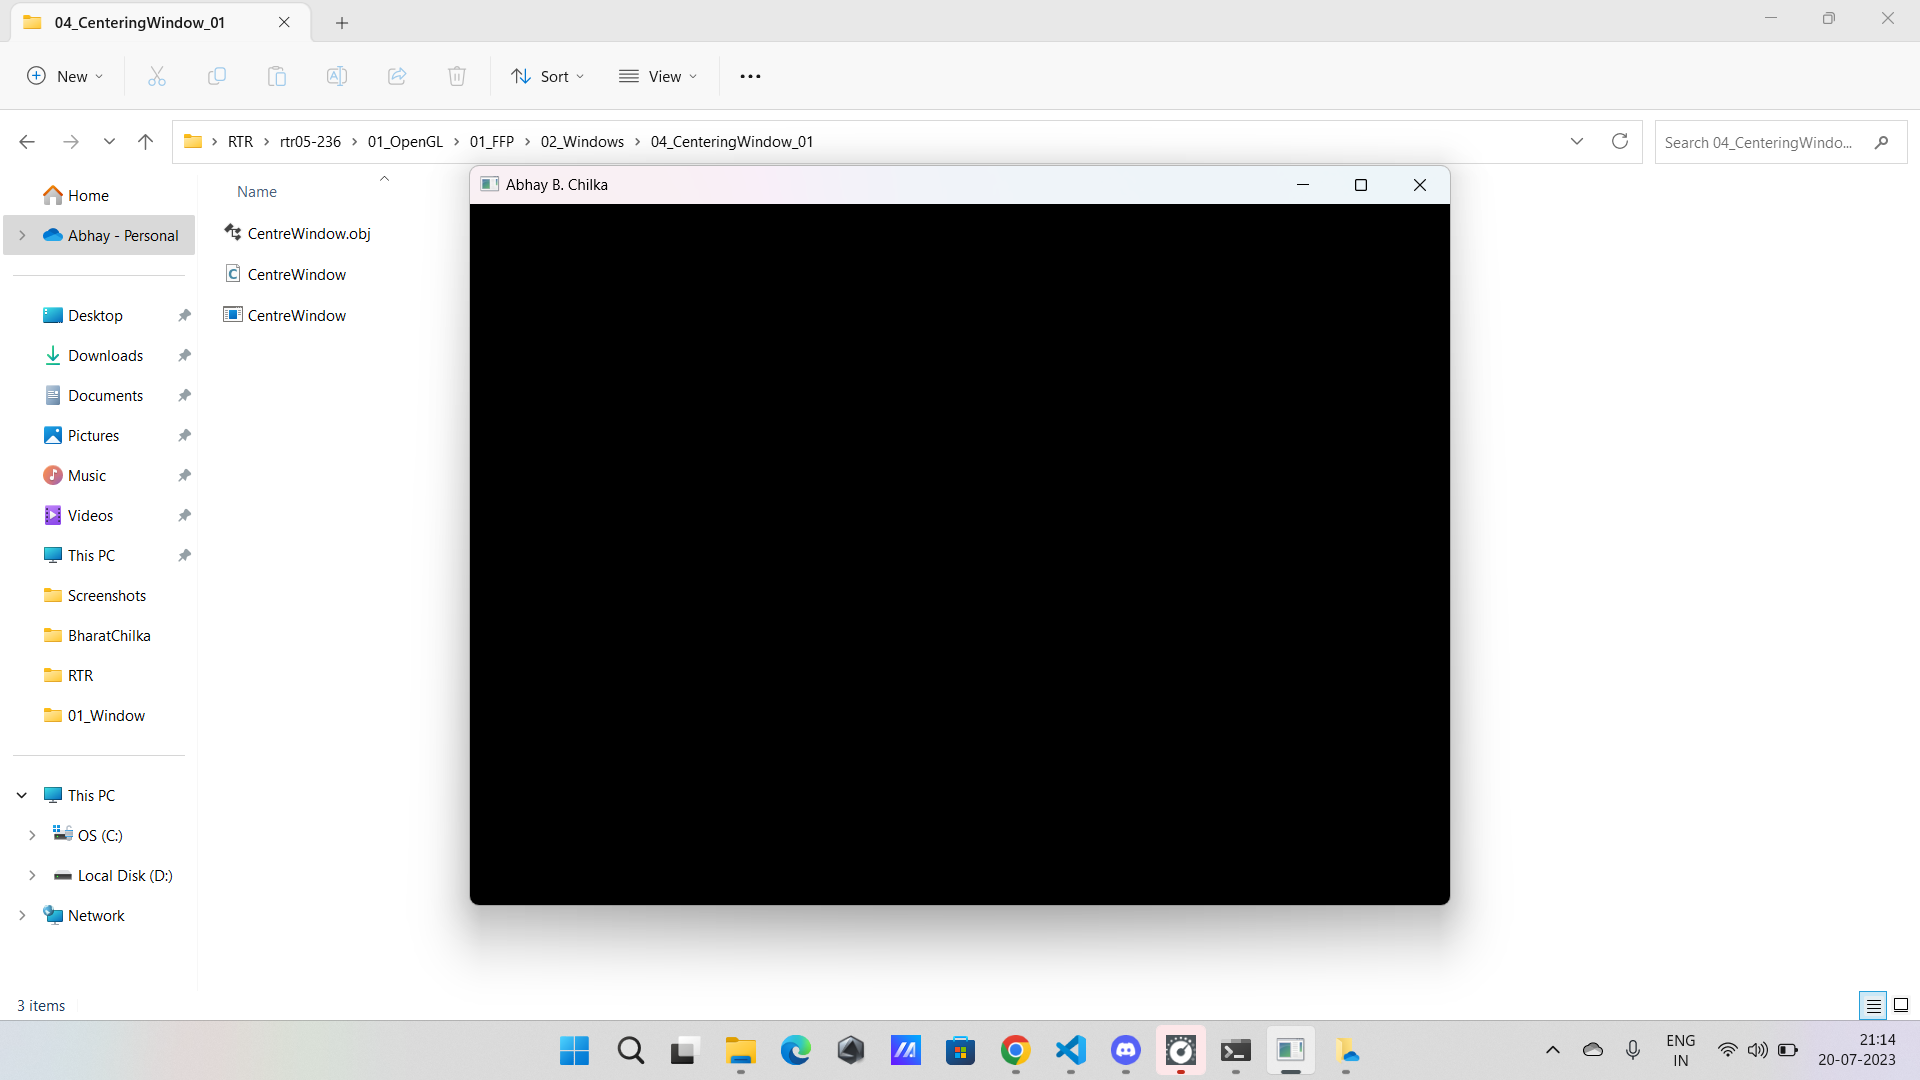 04_CenteringWindow_01
New
Sort
View
RTR
rtr05-236
01_OpenGL
01_FFP
02_Windows
04_CenteringWindow_01
Search 04_CenteringWindo...
Abhay B. Chilka
Name
Home
CentreWindow.obj
Abhay - Personal
CentreWindow
CentreWindow
Desktop
Downloads
Documents
Pictures
Music
Videos
This PC
Screenshots
BharatChilka
RTR
01_Window
This PC
OS (C:)
Local Disk (D:)
Network
3 items
ENG
IN
21:14
20-07-2023